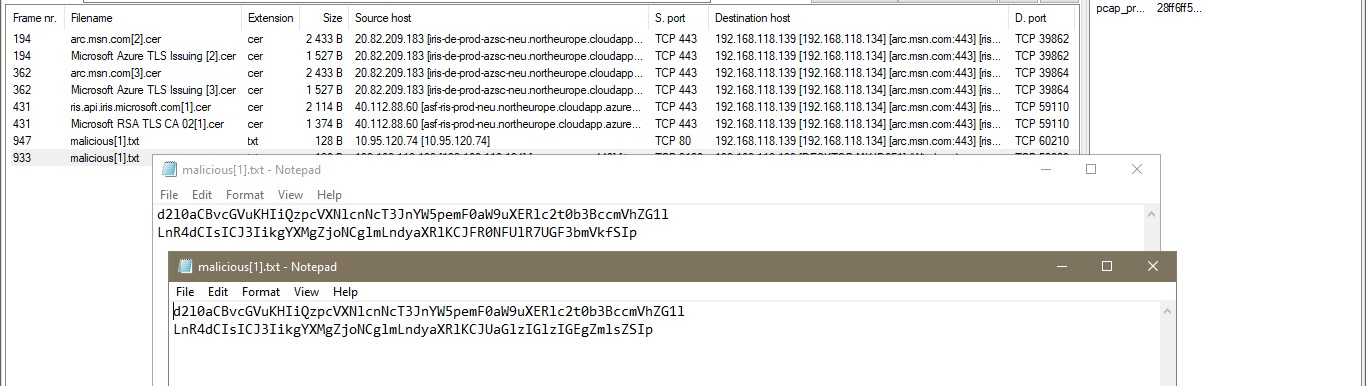 pcap_pr... 28ff6ff5...
Frame nr. Filename Extension Size Source host S. port Destination host D. port
194 arc.msn.com[2].cer cer 2 433 B 20.82.209.183 [iris-de-prod-azsc-neu.northeurope.cloudapp... TCP 443 192.168.118.139 [192.168.118.134] [arc.msn.com:443] [ris... TCP 39862
194 Microsoft Azure TLS Issuing [2].cer cer 1 527 B 20.82.209.183 [iris-de-prod-azsc-neu.northeurope.cloudapp... TCP 443 192.168.118.139 [192.168.118.134] [arc.msn.com:443] [ris... TCP 39862
362 arc.msn.com[3].cer cer 2 433 B 20.82.209.183 [iris-de-prod-azsc-neu.northeurope.cloudapp... TCP 443 192.168.118.139 [192.168.118.134] [arc.msn.com:443] [ris... TCP 39864
362 Microsoft Azure TLS Issuing [3].cer cer 1 527 B 20.82.209.183 [iris-de-prod-azsc-neu.northeurope.cloudapp... TCP 443 192.168.118.139 [192.168.118.134] [arc.msn.com:443] [ris... TCP 39864
431 ris.api.iris.microsoft.com[1].cer cer 2 114 B 40.112.88.60 [asf-ris-prod-neu.northeurope.cloudapp.azure... TCP 443 192.168.118.139 [192.168.118.134] [arc.msn.com:443] [ris... TCP 59110
431 Microsoft RSA TLS CA 02[1].cer cer 1 374 B 40.112.88.60 [asf-ris-prod-neu.northeurope.cloudapp.azure... TCP 443 192.168.118.139 [192.168.118.134] [arc.msn.com:443] [ris... TCP 59110
947 malicious[1].txt txt 128 B 10.95.120.74 [10.95.120.74] TCP 80 192.168.118.139 [192.168.118.134] [arc.msn.com:443] [ris... TCP 60210
933 malicious[1].txt
malicious[1].txt - Notepad
File Edit Format View Help
d2l0aCBvcGVuKHIiQzpcVXNlcnNcT3JnYW5pemF0aW9uXERlc2t0b3BccmVhZG1l
LnR4dCIsICJ3IikgYXMgZjoNCglmLndyaXRlKCJFR0NFUlR7UGF3bmVkfSIp
malicious[1].txt - Notepad
File Edit Format View Help
d2l0aCBvcGVuKHIiQzpcVXNlcnNcT3JnYW5pemF0aW9uXERlc2t0b3BccmVhZG1l
LnR4dCIsICJ3IikgYXMgZjoNCglmLndyaXRlKCJUaGlzIGlzIGEgZmlsZSIp